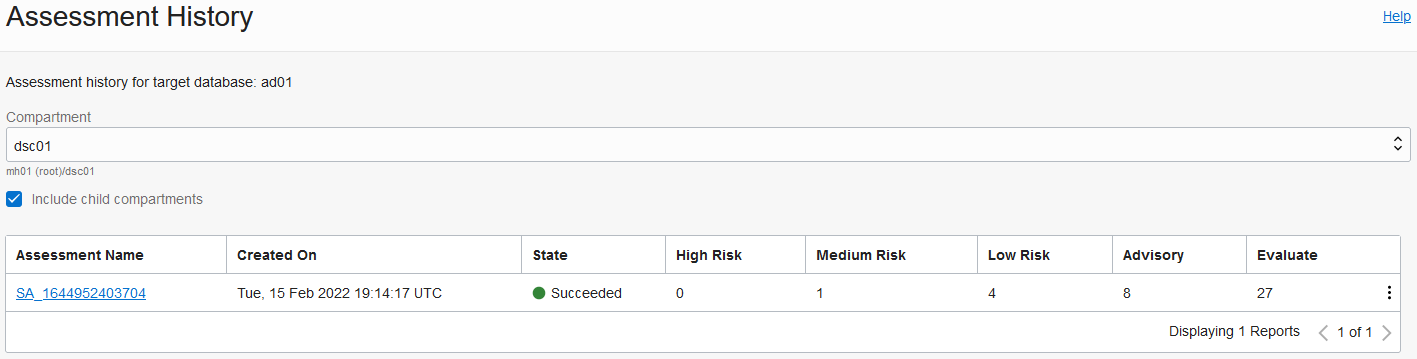 Assessment History
Help
Assessment history for target database: ad01
Compartment
dsc01
mh01 (root)/dsc01
Include child compartments
Assessment Name Created On State High Risk Medium Risk Low Risk Advisory Evaluate
SA_1644952403704 Tue, 15 Feb 2022 19:14:17 UTC Succeeded 0 1 4 8 27
Displaying 1 Reports 1 of 1